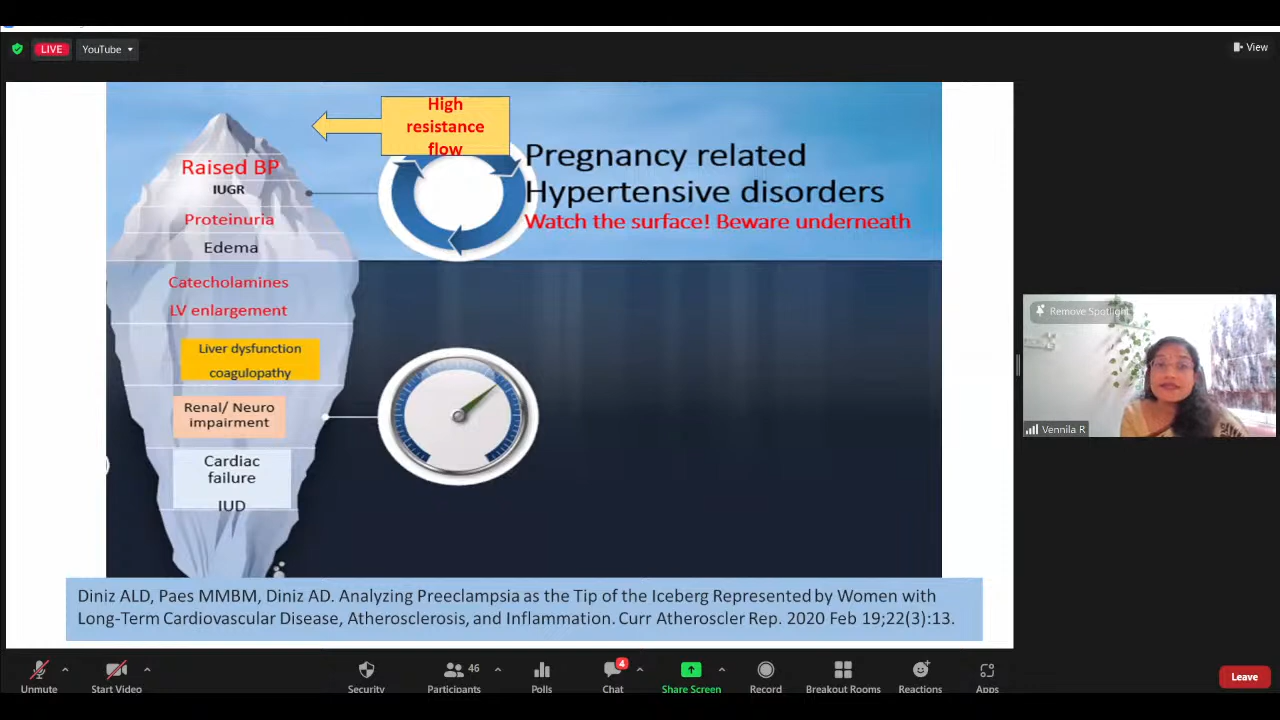 LIVE
YouTube
View
High
resistance
flow
Pregnancy related
Hypertensive disorders
Watch the surface! Beware underneath
Raised BP
IUGR
Proteinuria
Edema
Catecholamines
LV enlargement
Liver dysfunction
coagulopathy
Renal/ Neuro
impairment
Cardiac
failure
IUD
Remove Spotlight
Vennila R
Diniz ALD, Paes MMBM, Diniz AD. Analyzing Preeclampsia as the Tip of the Iceberg Represented by Women with
Long-Term Cardiovascular Disease, Atherosclerosis, and Inflammation. Curr Atheroscler Rep. 2020 Feb 19;22(3):13.
Unmute
Start Video
Security
46
Participants
Polls
4
Chat
Share Screen
Record
Breakout Rooms
Reactions
Apps
Leave